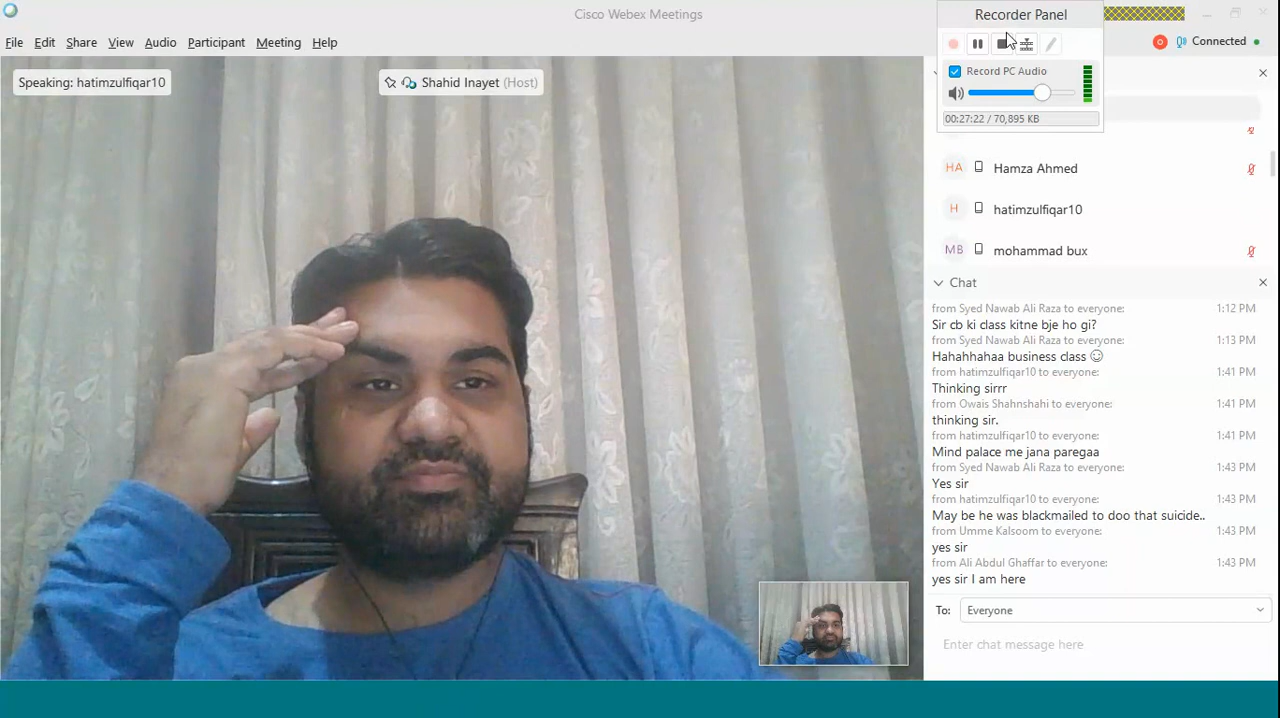 Cisco Webex Meetings
File Edit Share View Audio Participant Meeting Help
Recorder Panel
Connected
Record PC Audio
00:27:22 / 70,895 KB
Speaking: hatimzulfiqar10
Shahid Inayet (Host)
HA Hamza Ahmed
H hatimzulfiqar10
MB mohammad bux
Chat
from Syed Nawab Ali Raza to everyone: 1:12 PM
Sir cb ki class kitne bje ho gi?
from Syed Nawab Ali Raza to everyone: 1:13 PM
Hahahhahaa business class ☺
from hatimzulfiqar10 to everyone: 1:41 PM
Thinking sirrr
from Owais Shahnshahi to everyone: 1:41 PM
thinking sir.
from hatimzulfiqar10 to everyone: 1:41 PM
Mind palace me jana paregaa
from Syed Nawab Ali Raza to everyone: 1:43 PM
Yes sir
from hatimzulfiqar10 to everyone: 1:43 PM
May be he was blackmailed to doo that suicide..
from Umme Kalsoom to everyone: 1:43 PM
yes sir
from Ali Abdul Ghaffar to everyone: 1:43 PM
yes sir I am here
To: Everyone
Enter chat message here